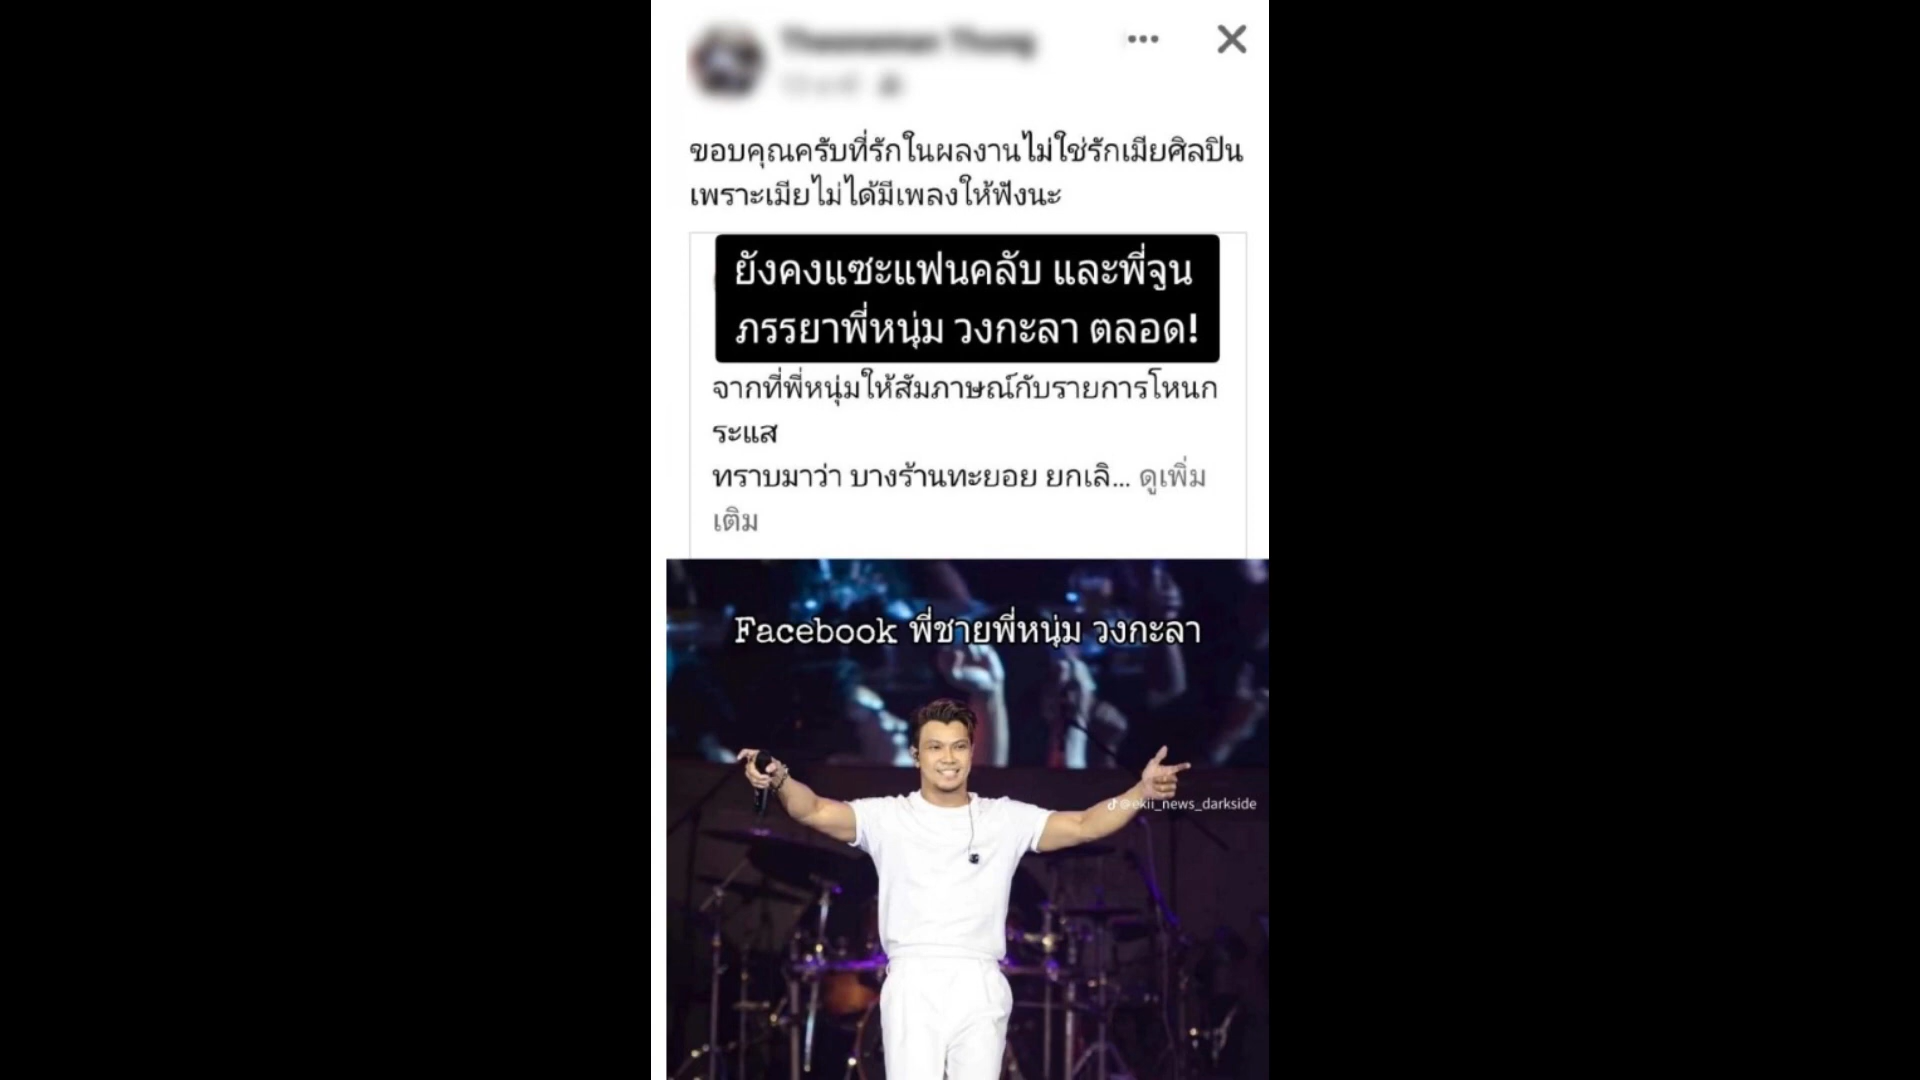 ขอบคุณครับที่รักในผลงานไม่ใช่รักเมียศิลปิน
เพราะเมียไม่ได้มีเพลงให้ฟังนะ
ยังคงแซะแฟนคลับ และพี่จูน
ภรรยาพี่หนุ่ม วงกะลา ตลอด!
จากที่พี่หนุ่มให้สัมภาษณ์กับรายการโหนก
ระแส
ทราบมาว่า บางร้านทะยอย ยกเลิ... ดูเพิ่ม
เติม
Facebook พี่ชายพี่หนุ่ม วงกะลา
@ekii_news_darkside